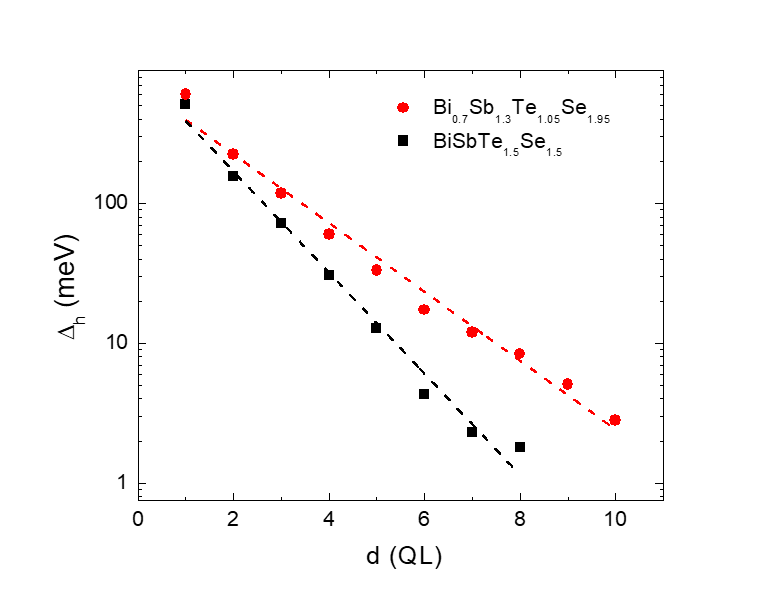 Bi0.7Sb1.3Te1.05Se1.95
BiSbTe1.5Se1.5
100
10
1
Δh (meV)
0 2 4 6 8 10
d (QL)